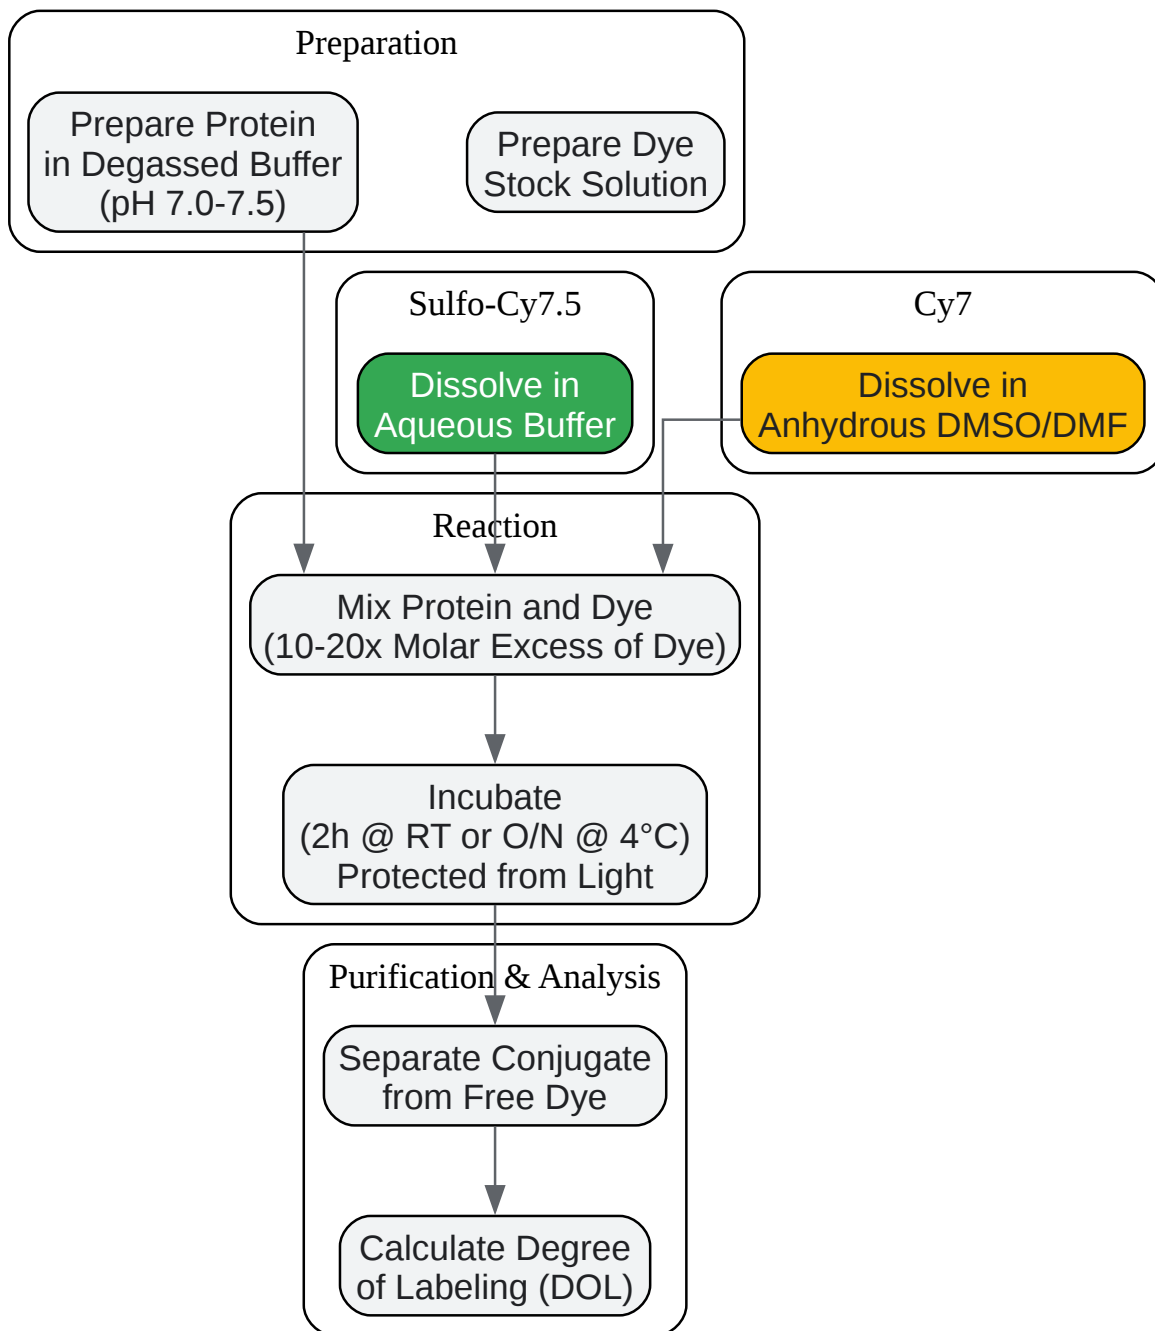 Preparation
Prepare Protein
in Degassed Buffer
(pH 7.0-7.5)
Prepare Dye
Stock Solution
Sulfo-Cy7.5
Dissolve in
Aqueous Buffer
Cy7
Dissolve in
Anhydrous DMSO/DMF
Reaction
Mix Protein and Dye
(10-20x Molar Excess of Dye)
Incubate
(2h @ RT or O/N @ 4°C)
Protected from Light
Purification & Analysis
Separate Conjugate
from Free Dye
Calculate Degree
of Labeling (DOL)